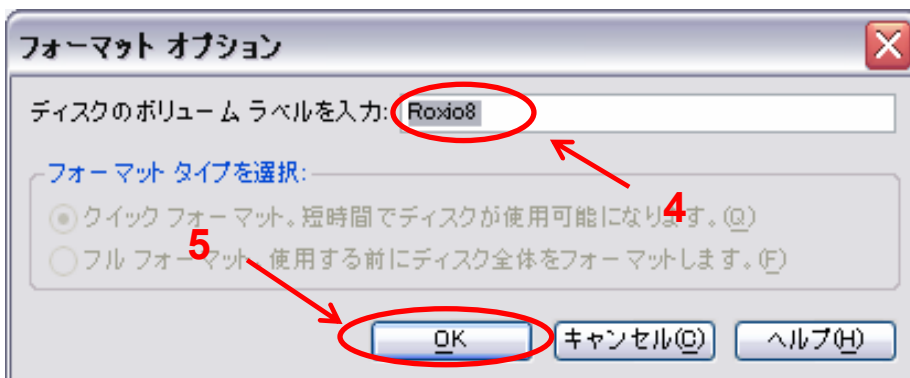 フォーマット オプション
ディスクのボリューム ラベルを入力: Roxio8
4
フォーマット タイプを選択:
クイック フォーマット。短時間でディスクが使用可能になります。(Q)
5
フル フォーマット。使用する前にディスク全体をフォーマットします。(F)
OK キャンセル(C) ヘルプ(H)